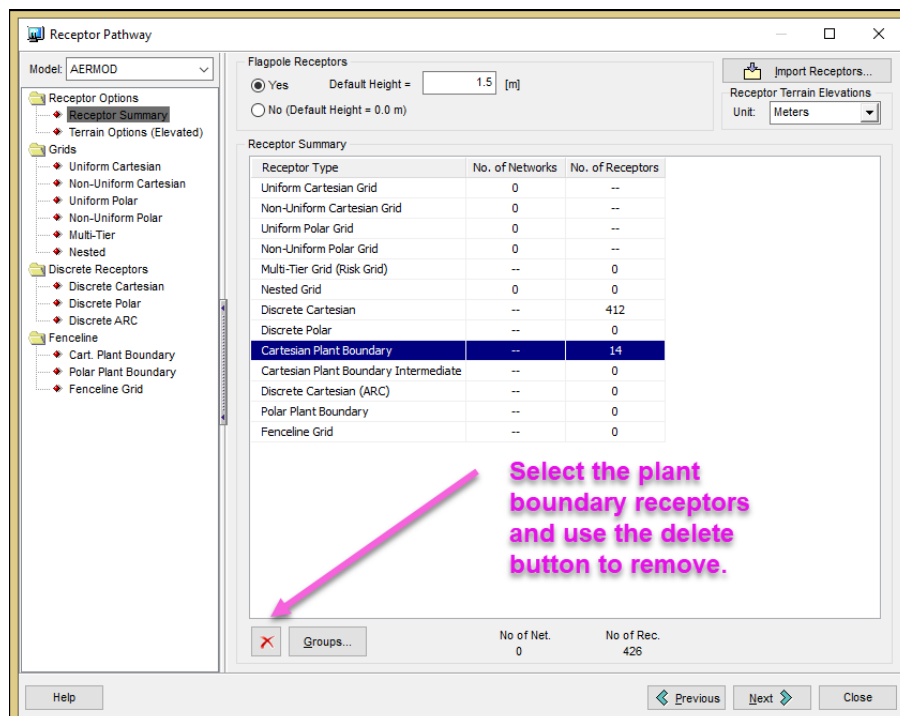 Receptor Pathway
Model: AERMOD
Receptor Options
Receptor Summary
Terrain Options (Elevated)
Grids
Uniform Cartesian
Non-Uniform Cartesian
Uniform Polar
Non-Uniform Polar
Multi-Tier
Nested
Discrete Receptors
Discrete Cartesian
Discrete Polar
Discrete ARC
Fenceline
Cart. Plant Boundary
Polar Plant Boundary
Fenceline Grid
Flagpole Receptors
Yes Default Height = 1.5 [m]
No (Default Height = 0.0 m)
Import Receptors...
Receptor Terrain Elevations
Unit: Meters
Receptor Summary
Receptor Type No. of Networks No. of Receptors
Uniform Cartesian Grid 0 --
Non-Uniform Cartesian Grid 0 --
Uniform Polar Grid 0 --
Non-Uniform Polar Grid 0 --
Multi-Tier Grid (Risk Grid) -- 0
Nested Grid 0 0
Discrete Cartesian -- 412
Discrete Polar -- 0
Cartesian Plant Boundary -- 14
Cartesian Plant Boundary Intermediate -- 0
Discrete Cartesian (ARC) -- 0
Polar Plant Boundary -- 0
Fenceline Grid -- 0
Select the plant
boundary receptors
and use the delete
button to remove.
Groups...
No of Net. No of Rec.
0 426
Help
Previous Next Close